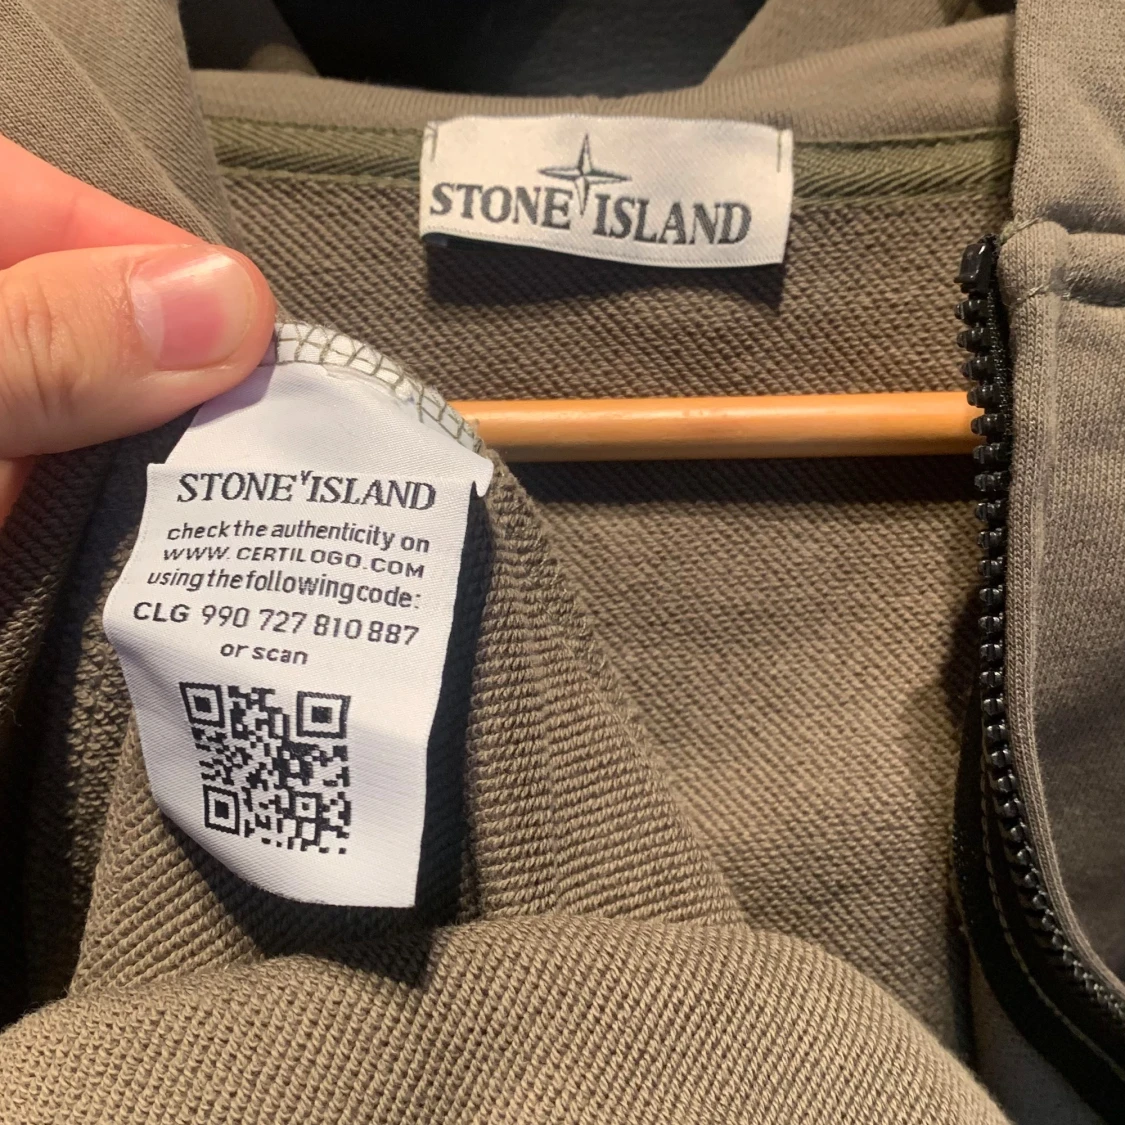 STONE ISLAND
STONE ISLAND
check the authenticity on
WWW. CERTILOGO.COM
using the following code:
CLG 990 727 810 887
or scan